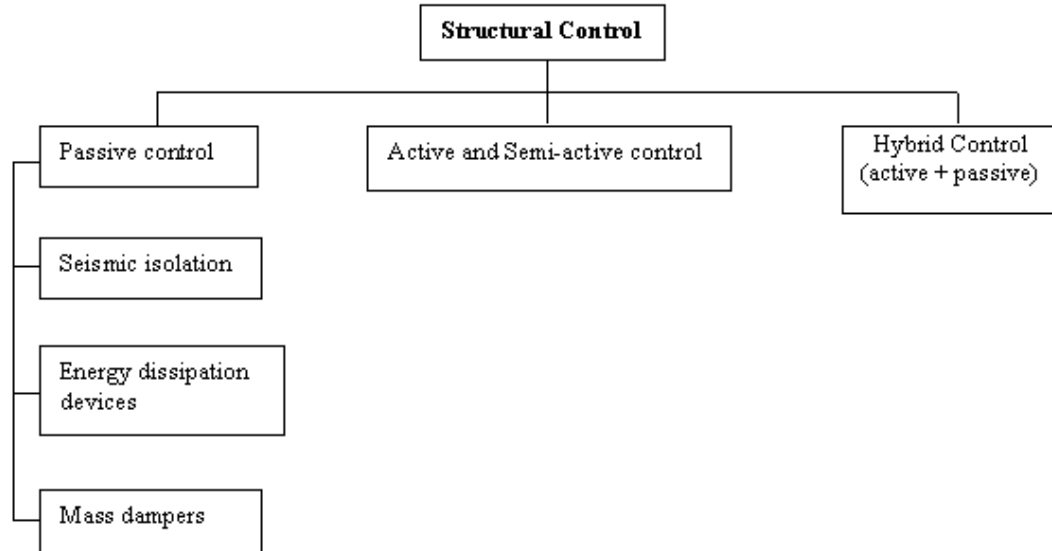 Structural Control
Passive control
Active and Semi-active control
Hybrid Control
(active + passive)
Seismic isolation
Energy dissipation
devices
Mass dampers